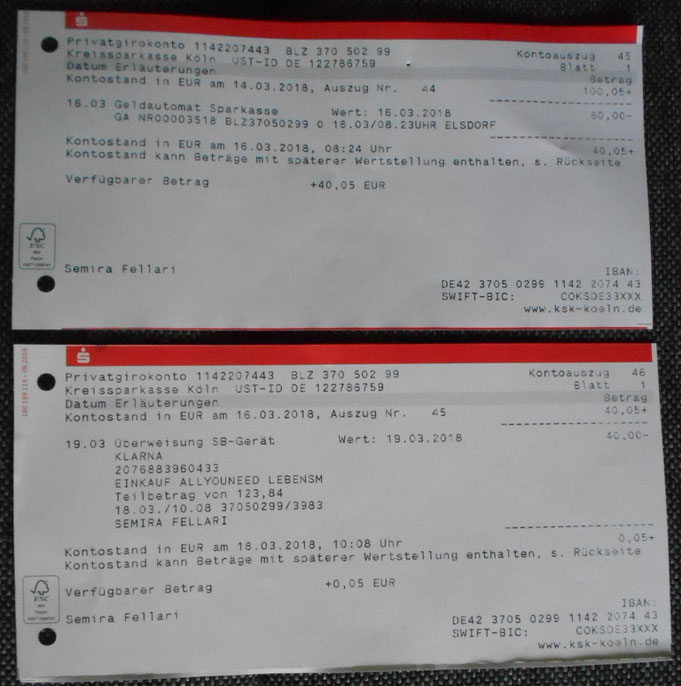 Privatgirokonto 1142207443 BLZ 370 502 99 Kontoauszug 45
Kreissparkasse Köln UST-ID DE 122786759 Blatt 1
Datum Erläuterungen Betrag
Kontostand in EUR am 14.03.2018, Auszug Nr. 44 100,05+
16.03 Geldautomat Sparkasse Wert: 16.03.2018 60,00-
GA NR00003518 BLZ37050299 0 16.03/08.23UHR ELSDORF
Kontostand in EUR am 16.03.2018, 08:24 Uhr 40,05+
Kontostand kann Beträge mit späterer Wertstellung enthalten, s. Rückseite
Verfügbarer Betrag +40,05 EUR
FSC
Semira Fellari IBAN:
DE42 3705 0299 1142 2074 43
SWIFT-BIC: COKSDE33XXX
www.ksk-koeln.de
Privatgirokonto 1142207443 BLZ 370 502 99 Kontoauszug 46
Kreissparkasse Köln UST-ID DE 122786759 Blatt 1
Datum Erläuterungen Betrag
Kontostand in EUR am 16.03.2018, Auszug Nr. 45 40,05+
19.03 Überweisung SB-Gerät Wert: 19.03.2018 40,00-
KLARNA
2076883960433
EINKAUF ALLYOUNEED LEBENSM
Teilbetrag von 123,84
18.03./10.08 37050299/3983
SEMIRA FELLARI
Kontostand in EUR am 18.03.2018, 10:08 Uhr 0,05+
Kontostand kann Beträge mit späterer Wertstellung enthalten, s. Rückseite
Verfügbarer Betrag +0,05 EUR
FSC
IBAN:
Semira Fellari DE42 3705 0299 1142 2074 43
SWIFT-BIC: COKSDE33XXX
www.ksk-koeln.de